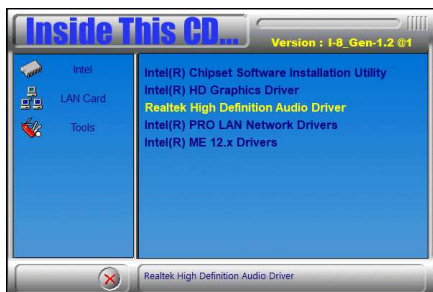 Inside This CD...
Version : I-8_Gen-1.2 @1
Intel
LAN Card
Tools
Intel(R) Chipset Software Installation Utility
Intel(R) HD Graphics Driver
Realtek High Definition Audio Driver
Intel(R) PRO LAN Network Drivers
Intel(R) ME 12.x Drivers
Realtek High Definition Audio Driver